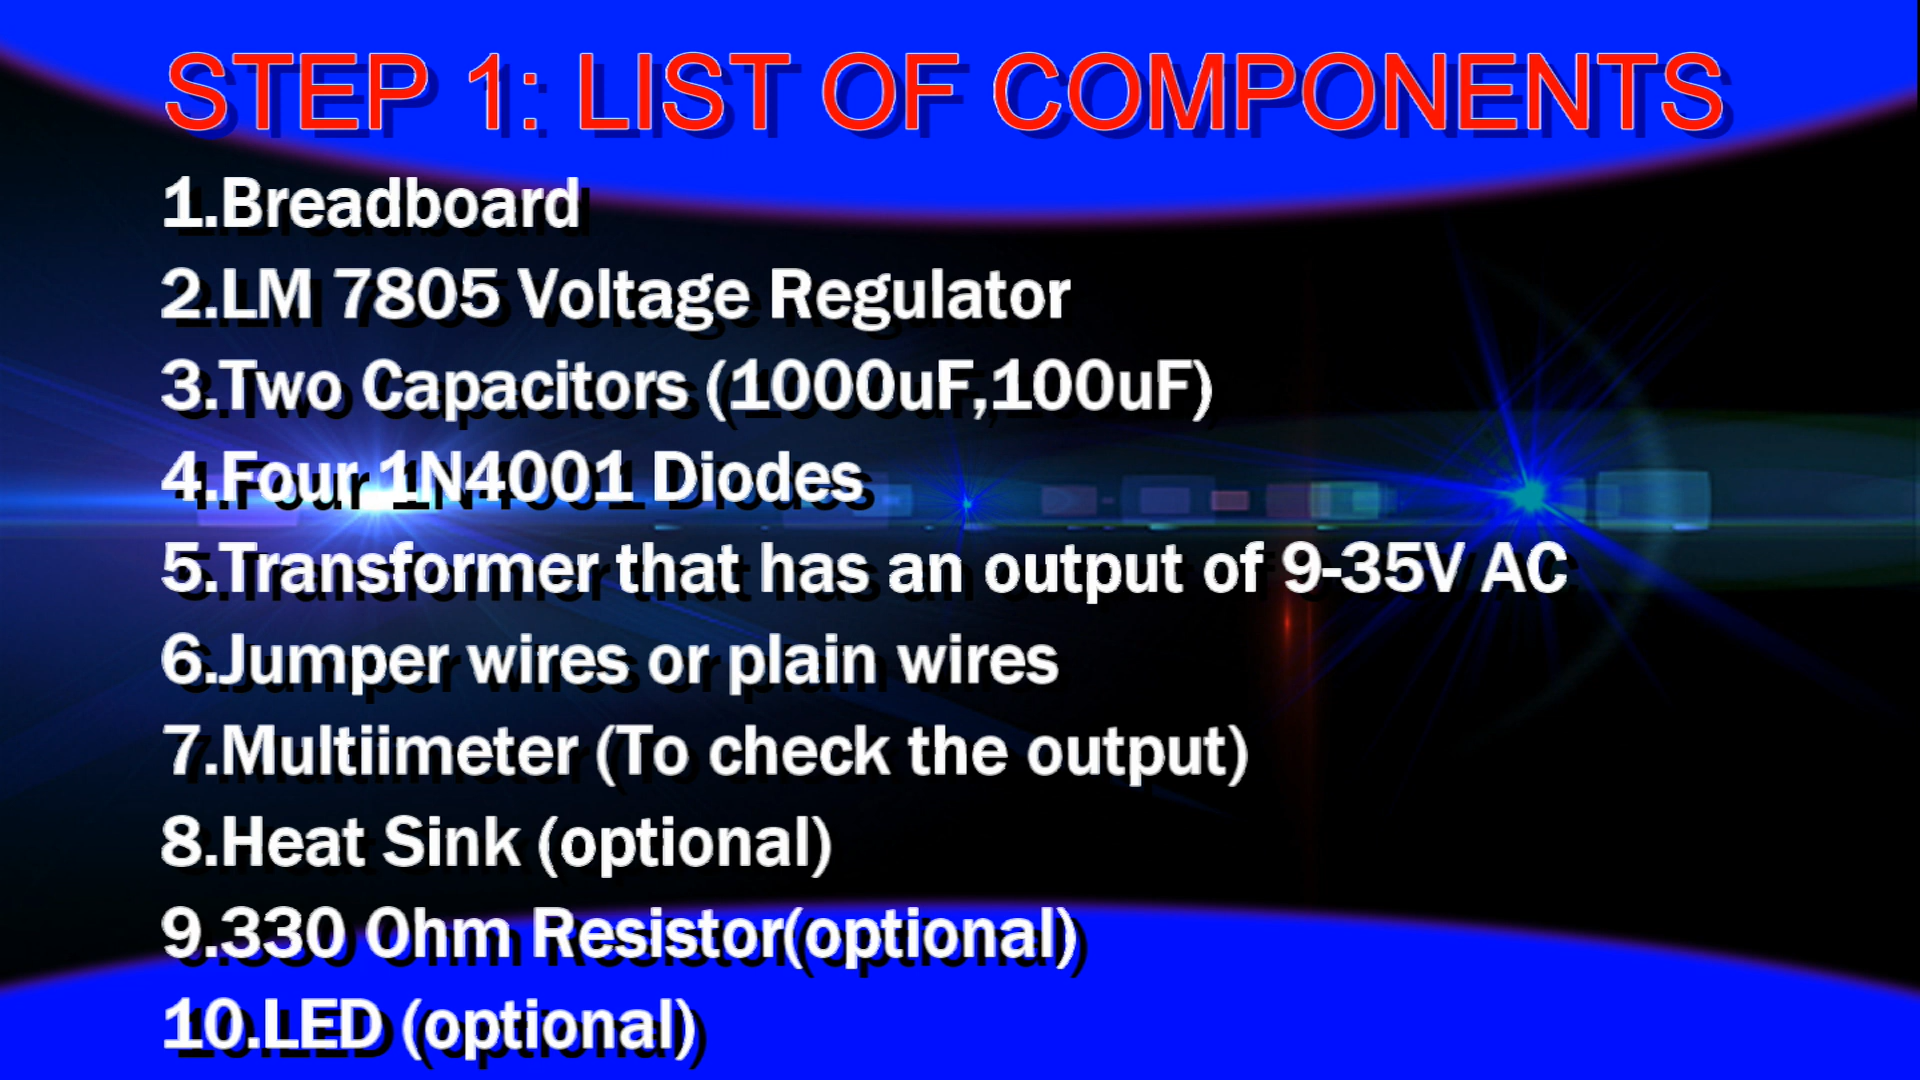 STEP 1: LIST OF COMPONENTS
1.Breadboard
2.LM 7805 Voltage Regulator
3.Two Capacitors (1000uF,100uF)
4.Four 1N4001 Diodes
5.Transformer that has an output of 9-35V AC
6.Jumper wires or plain wires
7.Multiimeter (To check the output)
8.Heat Sink (optional)
9.330 Ohm Resistor(optional)
10.LED (optional)